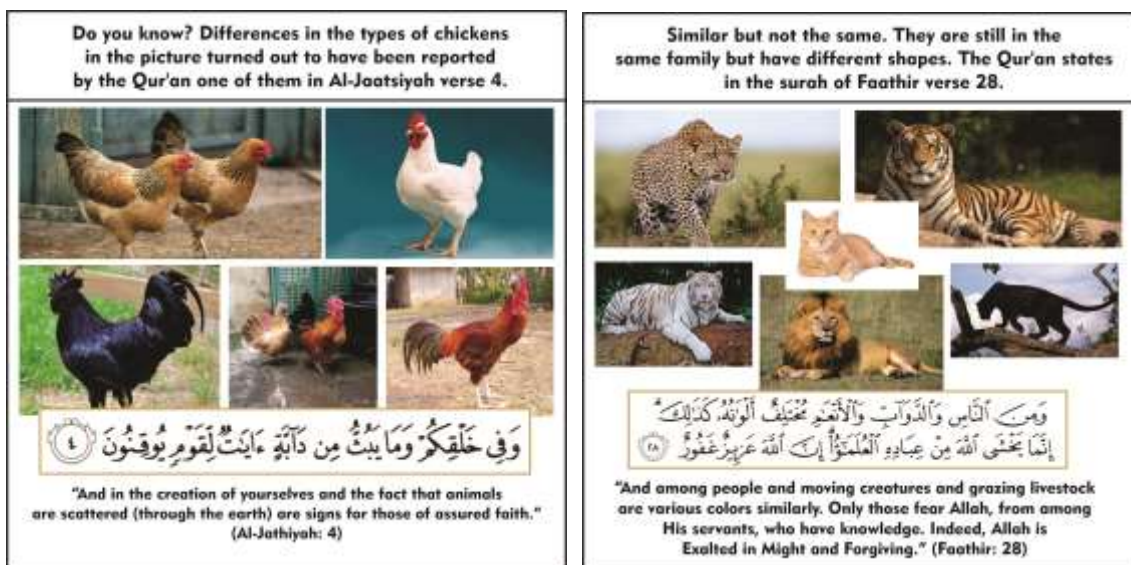 Do you know? Differences in the types of chickens
in the picture turned out to have been reported
by the Qur'an one of them in Al-Jaatsiyah verse 4.
وَفِى خَلْقِكُمْ وَمَا يَبُثُّ مِن دَآبَّةٍ ءَايَٰتٌ لِّقَوْمٍ يُوقِنُونَ ٤
"And in the creation of yourselves and the fact that animals
are scattered (through the earth) are signs for those of assured faith."
(Al-Jathiyah: 4)
Similar but not the same. They are still in the
same family but have different shapes. The Qur'an states
in the surah of Faathir verse 28.
وَمِنَ ٱلنَّاسِ وَٱلدَّوَآبِّ وَٱلْأَنْعَٰمِ مُخْتَلِفٌ أَلْوَٰنُهُۥ كَذَٰلِكَ
إِنَّمَا يَخْشَى ٱللَّهَ مِنْ عِبَادِهِ ٱلْعُلَمَٰٓؤُا۟ إِنَّ ٱللَّهَ عَزِيزٌ غَفُورٌ ٢٨
"And among people and moving creatures and grazing livestock
are various colors similarly. Only those fear Allah, from among
His servants, who have knowledge. Indeed, Allah is
Exalted in Might and Forgiving." (Faathir: 28)